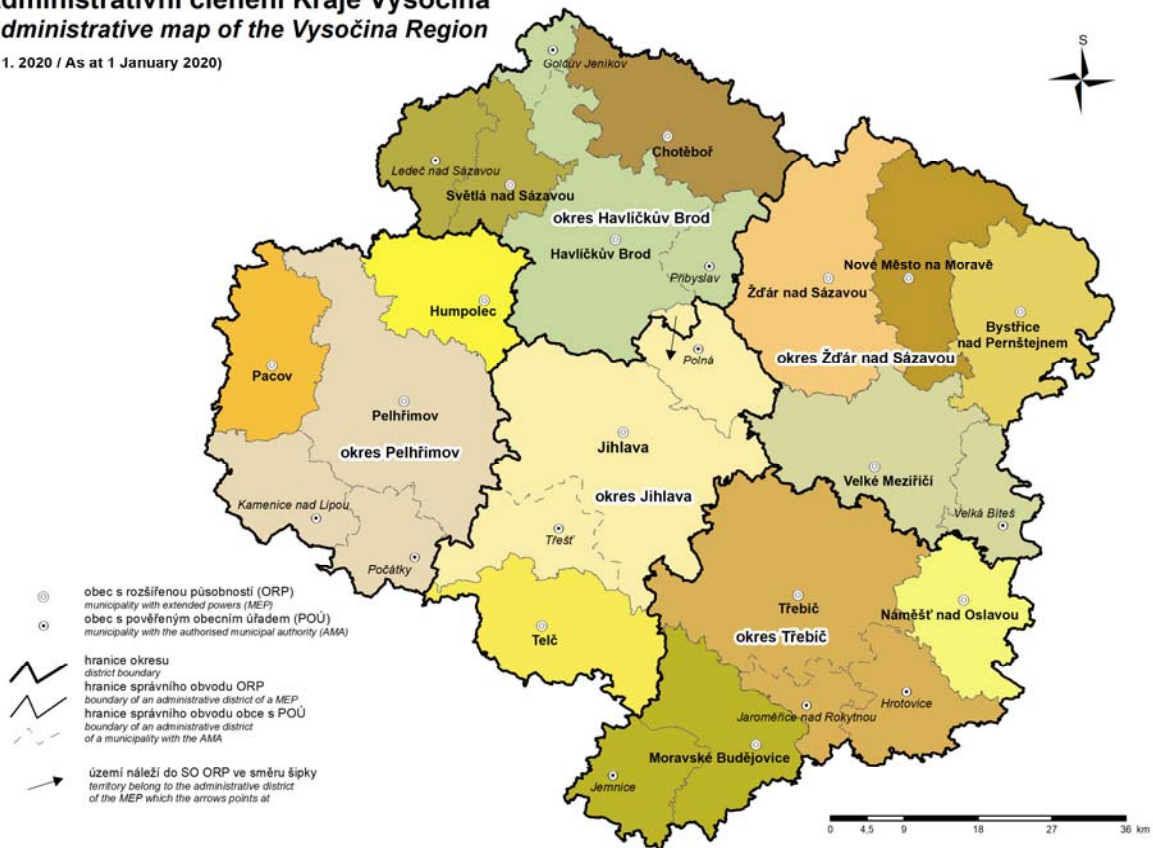 administrativní členění Kraje Vysočina
dministrative map of the Vysočina Region
1. 2020 / As at 1 January 2020)
S
Golčův Jeníkov
Chotěboř
Ledeč nad Sázavou
Světlá nad Sázavou
okres Havlíčkův Brod
Havlíčkův Brod
Přibyslav
Nové Město na Moravě
Žďár nad Sázavou
Humpolec
Bystřice
nad Pernštejnem
okres Žďár nad Sázavou
Polná
Pacov
Pelhřimov
okres Pelhřimov
Jihlava
okres Jihlava
Velké Meziříčí
Kamenice nad Lipou
Velká Bíteš
Třešť
Počátky
Třebíč
okres Třebíč
Náměšť nad Oslavou
Telč
Hrotovice
Jaroměřice nad Rokytnou
Moravské Budějovice
Jemnice
obec s rozšířenou působností (ORP)
municipality with extended powers (MEP)
obec s pověřeným obecním úřadem (POÚ)
municipality with the authorised municipal authority (AMA)
hranice okresu
district boundary
hranice správního obvodu ORP
boundary of an administrative district of a MEP
hranice správního obvodu obce s POÚ
boundary of an administrative district
of a municipality with the AMA
území náleží do SO ORP ve směru šipky
territory belong to the administrative district
of the MEP which the arrows points at
0 4,5 9 18 27 36 km